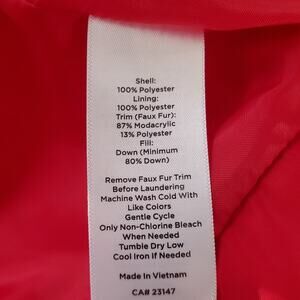 Shell:
100% Polyester
Lining:
100% Polyester
Trim (Faux Fur):
87% Modacrylic
13% Polyester
Fill:
Down (Minimum
80% Down)
Remove Faux Fur Trim
Before Laundering
Machine Wash Cold With
Like Colors
Gentle Cycle
Only Non-Chlorine Bleach
When Needed
Tumble Dry Low
Cool Iron If Needed
Made In Vietnam
CA# 23147